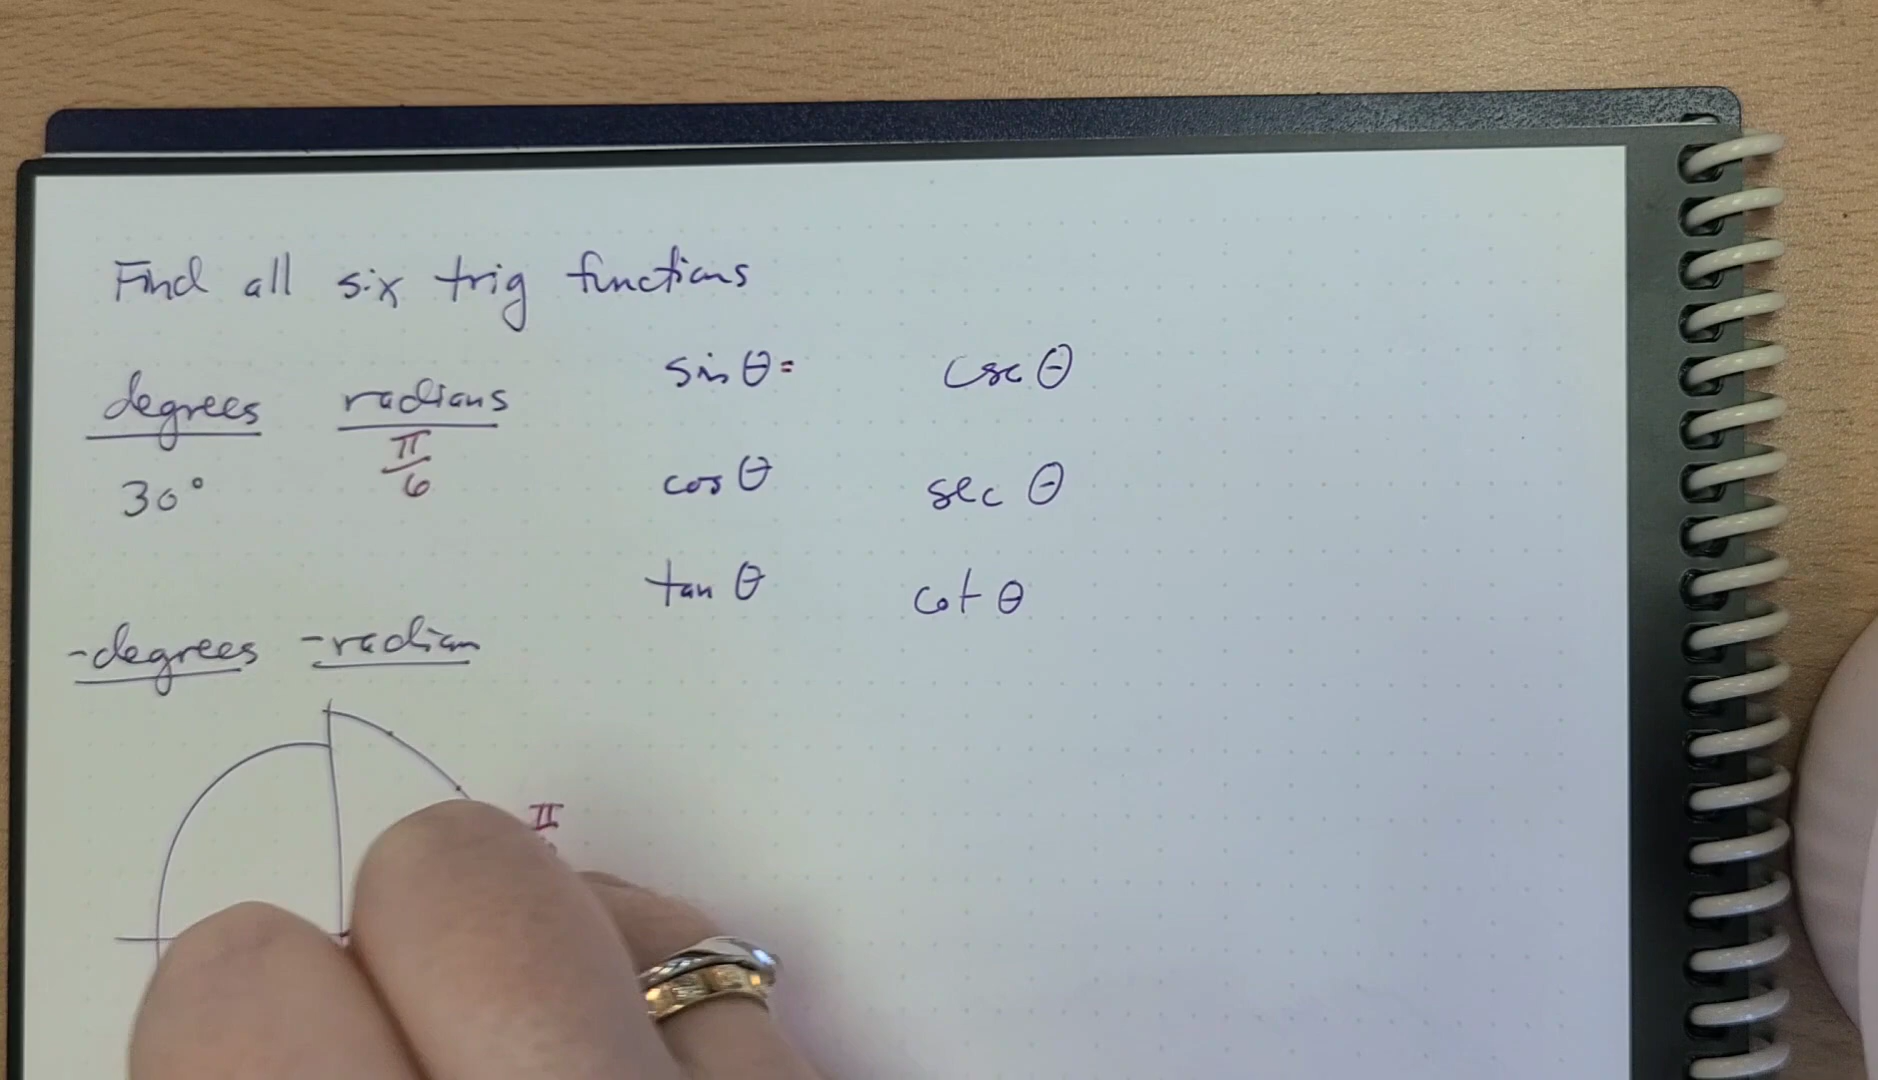 Find all six trig functions
degrees radians
30° π/6
sin θ = csc θ
cos θ sec θ
tan θ cot θ
-degrees -radian
π